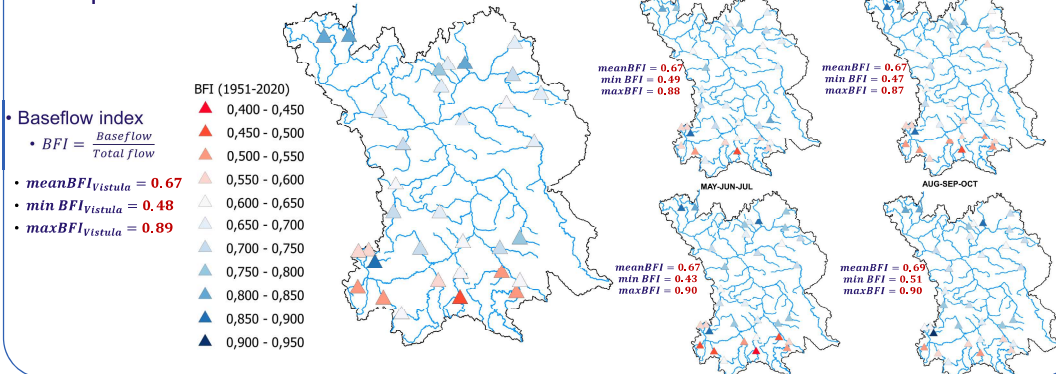 • Baseflow index
• BFI = Baseflow / Total flow
• meanBFI_Vistula = 0.67
• min BFI_Vistula = 0.48
• maxBFI_Vistula = 0.89
BFI (1951-2020)
0,400 - 0,450
0,450 - 0,500
0,500 - 0,550
0,550 - 0,600
0,600 - 0,650
0,650 - 0,700
0,700 - 0,750
0,750 - 0,800
0,800 - 0,850
0,850 - 0,900
0,900 - 0,950
meanBFI = 0.67
min BFI = 0.49
maxBFI = 0.88
meanBFI = 0.67
min BFI = 0.47
maxBFI = 0.87
MAY-JUN-JUL
meanBFI = 0.67
min BFI = 0.43
maxBFI = 0.90
AUG-SEP-OCT
meanBFI = 0.69
min BFI = 0.51
maxBFI = 0.90